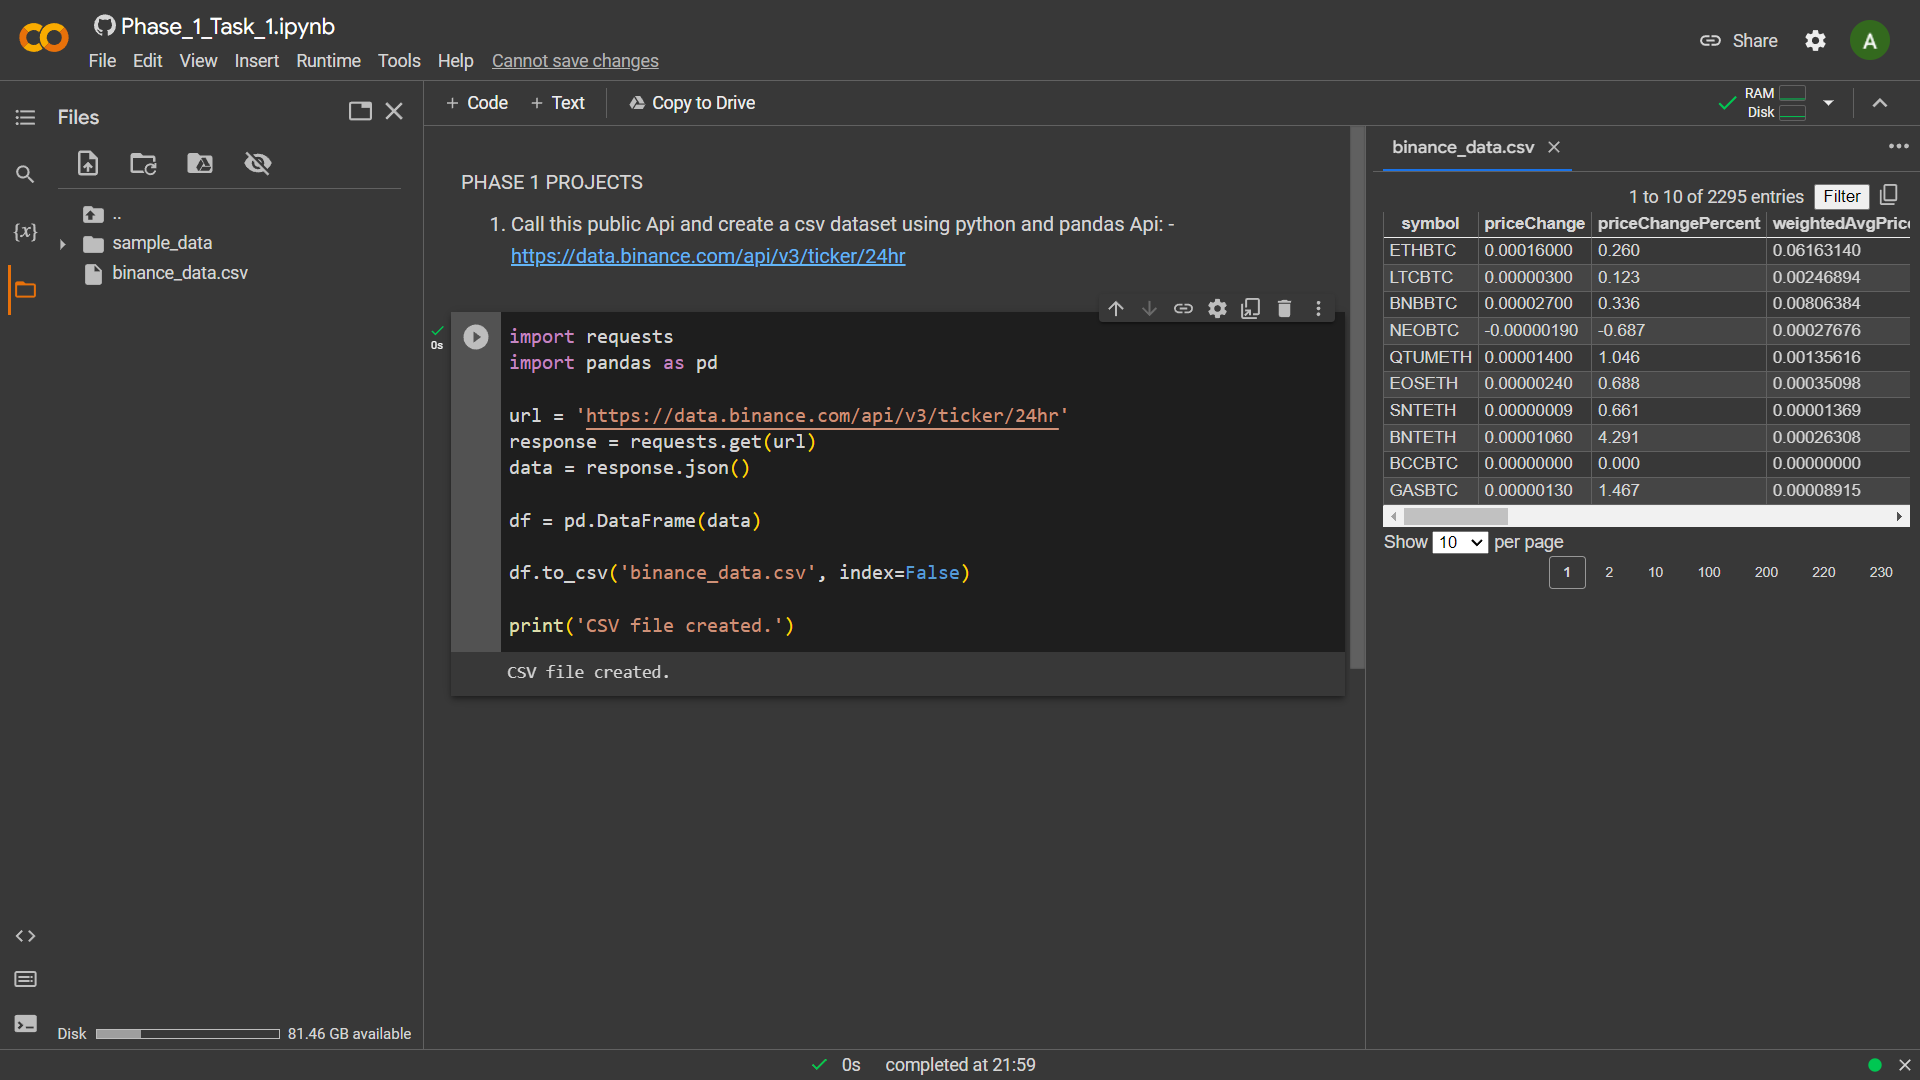 Phase_1_Task_1.ipynb
File Edit View Insert Runtime Tools Help Cannot save changes
Share
A
Files
+ Code + Text Copy to Drive
RAM
Disk
..
sample_data
binance_data.csv
{x}
PHASE 1 PROJECTS
1. Call this public Api and create a csv dataset using python and pandas Api: -
https://data.binance.com/api/v3/ticker/24hr
0s
import requests
import pandas as pd
url = 'https://data.binance.com/api/v3/ticker/24hr'
response = requests.get(url)
data = response.json()
df = pd.DataFrame(data)
df.to_csv('binance_data.csv', index=False)
print('CSV file created.')
CSV file created.
binance_data.csv
1 to 10 of 2295 entries Filter
symbol priceChange priceChangePercent weightedAvgPric
ETHBTC 0.00016000 0.260 0.06163140
LTCBTC 0.00000300 0.123 0.00246894
BNBBTC 0.00002700 0.336 0.00806384
NEOBTC -0.00000190 -0.687 0.00027676
QTUMETH 0.00001400 1.046 0.00135616
EOSETH 0.00000240 0.688 0.00035098
SNTETH 0.00000009 0.661 0.00001369
BNTETH 0.00001060 4.291 0.00026308
BCCBTC 0.00000000 0.000 0.00000000
GASBTC 0.00000130 1.467 0.00008915
Show 10 per page
1 2 10 100 200 220 230
Disk 81.46 GB available
0s completed at 21:59